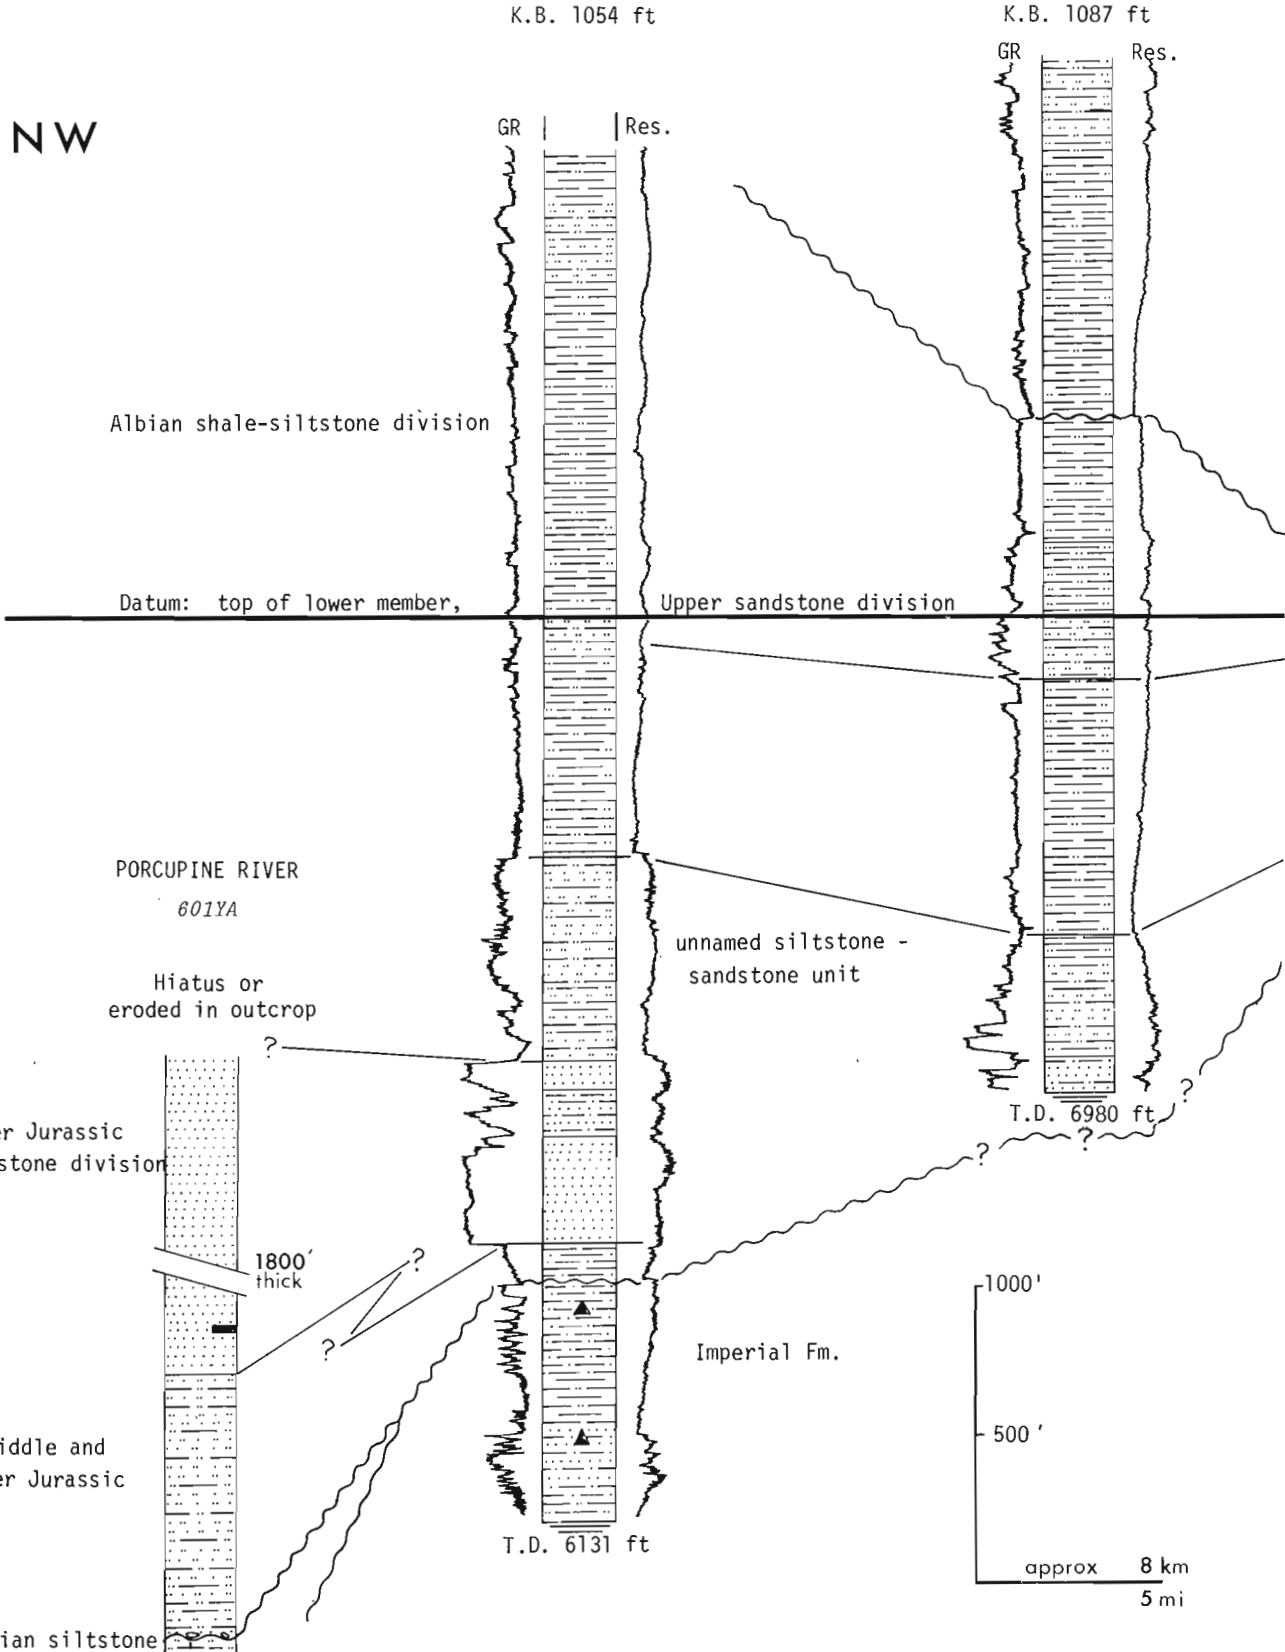 K.B. 1054 ft
K.B. 1087 ft
GR Res.
NW
GR Res.
Albian shale-siltstone division
Datum: top of lower member, Upper sandstone division
PORCUPINE RIVER
601YA
unnamed siltstone -
sandstone unit
Hiatus or
eroded in outcrop
?
er Jurassic
stone division
T.D. 6980 ft
?
?
?
1800'
thick
?
?
1000'
Imperial Fm.
500'
iddle and
er Jurassic
T.D. 6131 ft
approx 8 km
5 mi
ian siltstone